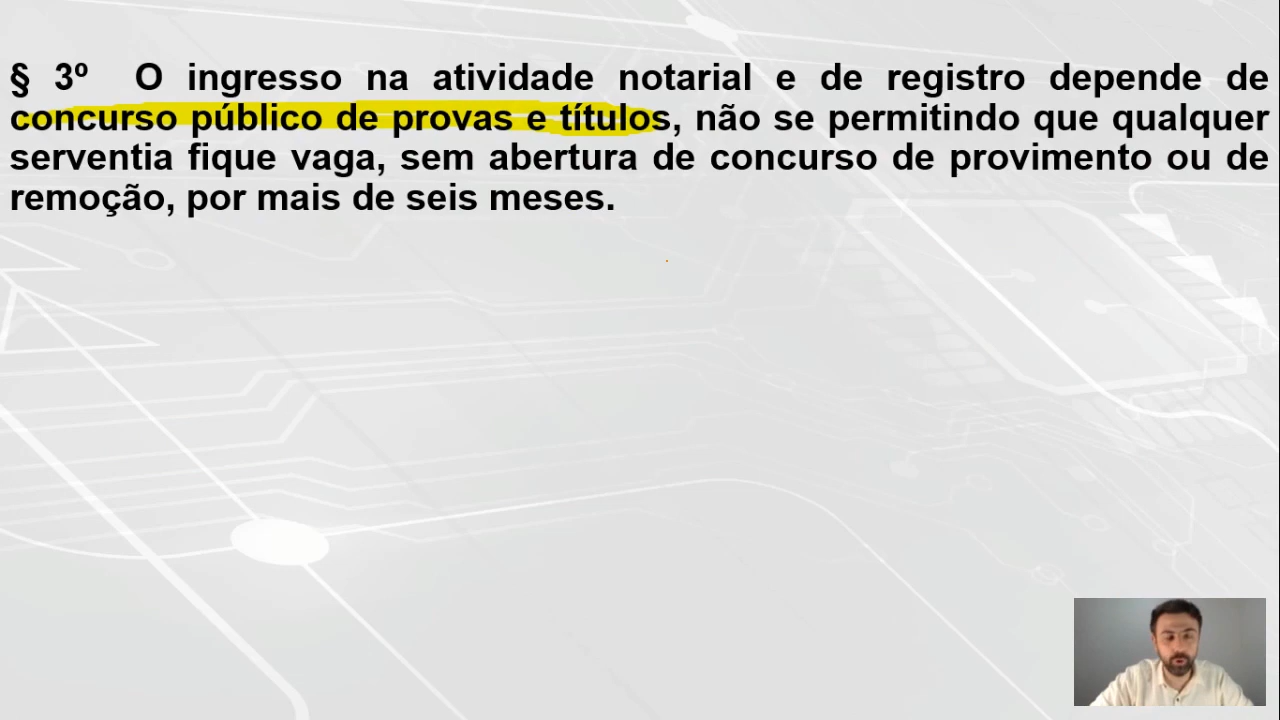 § 3º O ingresso na atividade notarial e de registro depende de
concurso público de provas e títulos, não se permitindo que qualquer
serventia fique vaga, sem abertura de concurso de provimento ou de
remoção, por mais de seis meses.